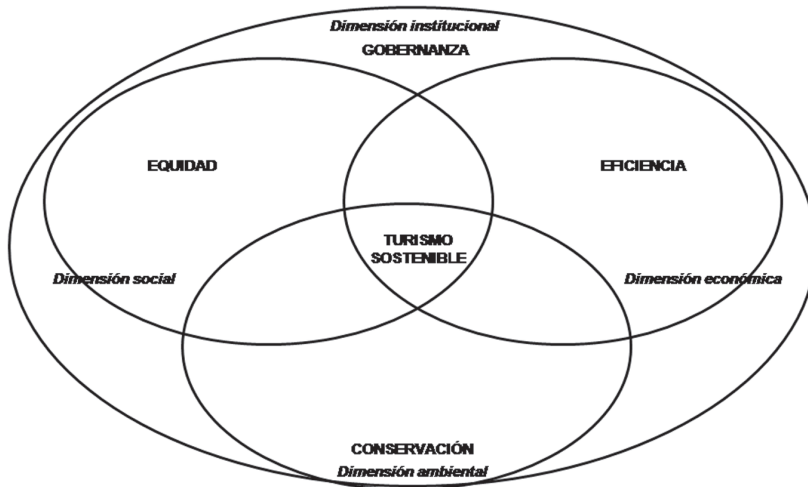 Dimensión institucional
GOBERNANZA
EQUIDAD
EFICIENCIA
TURISMO
SOSTENIBLE
Dimensión social
Dimensión económica
CONSERVACIÓN
Dimensión ambiental